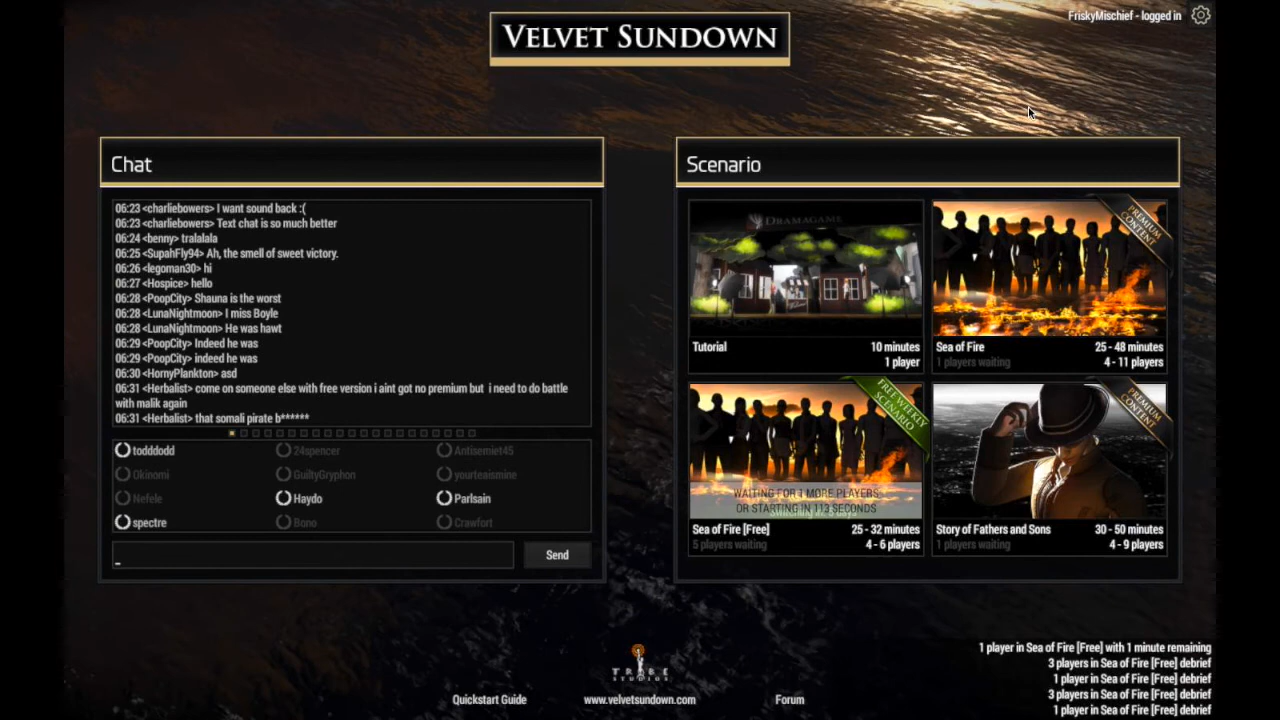 FriskyMischief - logged in
VELVET SUNDOWN
Chat
06:23 <charliebowers> I want sound back :(
06:23 <charliebowers> Text chat is so much better
06:24 <benny> tralalala
06:25 <SupahFly94> Ah, the smell of sweet victory.
06:26 <legoman30> hi
06:27 <Hospice> hello
06:28 <PoopCity> Shauna is the worst
06:28 <LunaNightmoon> I miss Boyle
06:28 <LunaNightmoon> He was hawt
06:29 <PoopCity> Indeed he was
06:29 <PoopCity> indeed he was
06:30 <HornyPlankton> asd
06:31 <Herbalist> come on someone else with free version i aint got no premium but i need to do battle
with malik again
06:31 <Herbalist> that somali pirate b******
todddodd 24spencer Antisemiet45
Okinomi GuiltyGryphon yourteaismine
Nefele Haydo Parlsain
spectre Bono Crawfort
Send
Scenario
DRAMAGAME
Tutorial 10 minutes
1 player
PREMIUM
CONTENT
Sea of Fire 25 - 48 minutes
1 players waiting 4 - 11 players
FREE WEEKLY
SCENARIO
WAITING FOR 1 MORE PLAYERS
OR STARTING IN 113 SECONDS
Sea of Fire [Free] 25 - 32 minutes
5 players waiting 4 - 6 players
PREMIUM
CONTENT
Story of Fathers and Sons 30 - 50 minutes
1 players waiting 4 - 9 players
TRIBE
STUDIOS
Quickstart Guide www.velvetsundown.com Forum
1 player in Sea of Fire [Free] with 1 minute remaining
3 players in Sea of Fire [Free] debrief
1 player in Sea of Fire [Free] debrief
3 players in Sea of Fire [Free] debrief
1 player in Sea of Fire [Free] debrief